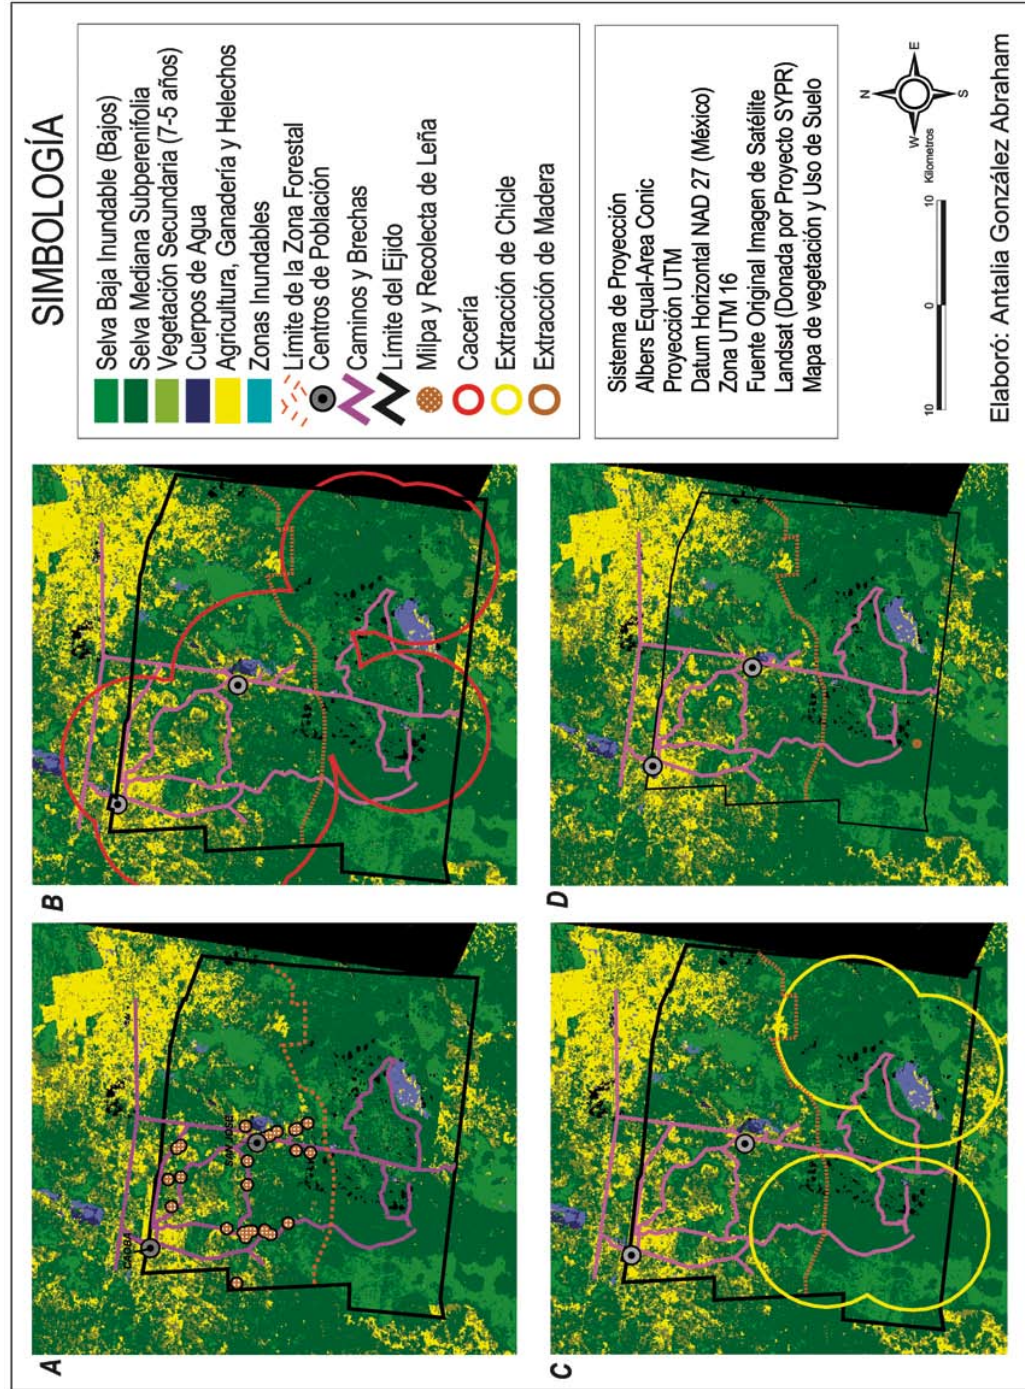 A
CAOBA
SAN JOSE
B
C
D
SIMBOLOGÍA
Selva Baja Inundable (Bajos)
Selva Mediana Subperenifolia
Vegetación Secundaria (7-5 años)
Cuerpos de Agua
Agricultura, Ganadería y Helechos
Zonas Inundables
Límite de la Zona Forestal
Centros de Población
Caminos y Brechas
Límite del Ejido
Milpa y Recolecta de Leña
Cacería
Extracción de Chicle
Extracción de Madera
Sistema de Proyección
Albers Equal-Area Conic
Proyección UTM
Datum Horizontal NAD 27 (México)
Zona UTM 16
Fuente Original Imagen de Satélite
Landsat (Donada por Proyecto SYPR)
Mapa de vegetación y Uso de Suelo
10 0 10 Kilometros
N
W E
S
Elaboró: Antalia González Abraham